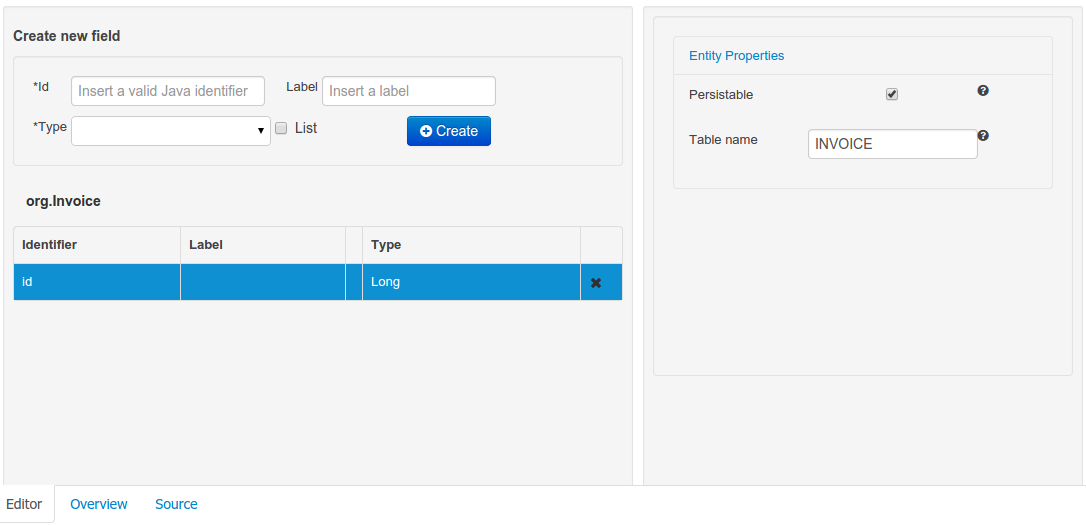 Create new field
*Id Insert a valid Java identifier Label Insert a label
*Type List Create
org.Invoice
Identifier Label Type
id Long
Entity Properties
Persistable
Table name INVOICE
Editor Overview Source